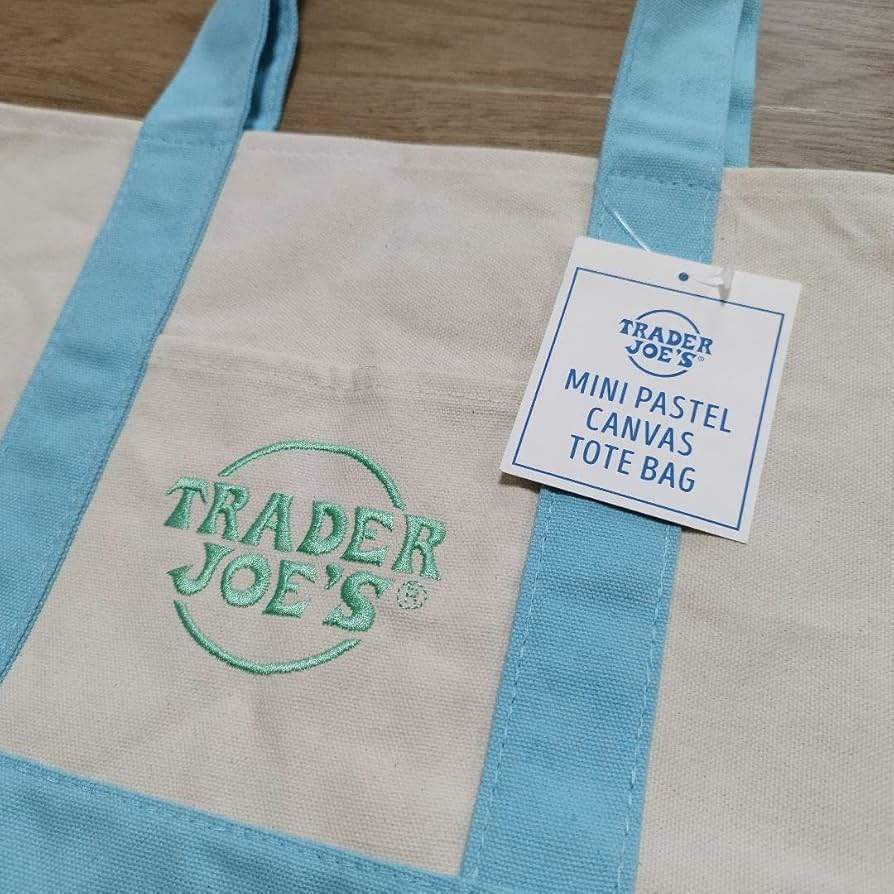 TRADER
JOE'S®
MINI PASTEL
CANVAS
TOTE BAG
TRADER
JOE'S®